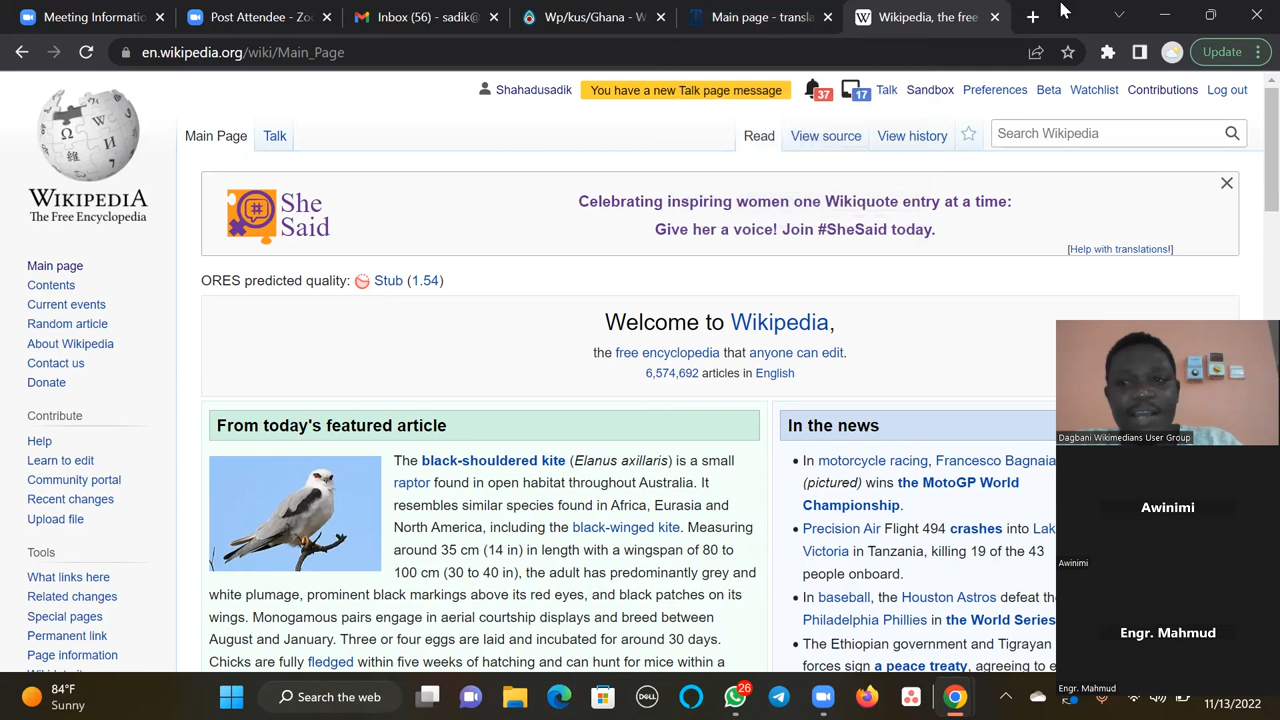 Meeting Informatio
Post Attendee - Zoo
Inbox (56) - sadik@
Wp/kus/Ghana - W
Main page - transla
Wikipedia, the free
en.wikipedia.org/wiki/Main_Page
Update
Shahadusadik
You have a new Talk page message
37
17
Talk
Sandbox
Preferences
Beta
Watchlist
Contributions
Log out
WIKIPEDIA
The Free Encyclopedia
Main Page
Talk
Read
View source
View history
Search Wikipedia
She
Said
Celebrating inspiring women one Wikiquote entry at a time:
Give her a voice! Join #SheSaid today.
[Help with translations!]
Main page
Contents
Current events
Random article
About Wikipedia
Contact us
Donate
Contribute
Help
Learn to edit
Community portal
Recent changes
Upload file
Tools
What links here
Related changes
Special pages
Permanent link
Page information
ORES predicted quality: Stub (1.54)
Welcome to Wikipedia,
the free encyclopedia that anyone can edit.
6,574,692 articles in English
From today's featured article
The black-shouldered kite (Elanus axillaris) is a small
raptor found in open habitat throughout Australia. It
resembles similar species found in Africa, Eurasia and
North America, including the black-winged kite. Measuring
around 35 cm (14 in) in length with a wingspan of 80 to
100 cm (30 to 40 in), the adult has predominantly grey and
white plumage, prominent black markings above its red eyes, and black patches on its
wings. Monogamous pairs engage in aerial courtship displays and breed between
August and January. Three or four eggs are laid and incubated for around 30 days.
Chicks are fully fledged within five weeks of hatching and can hunt for mice within a
In the news
In motorcycle racing, Francesco Bagnaia
(pictured) wins the MotoGP World
Championship.
Precision Air Flight 494 crashes into Lak
Victoria in Tanzania, killing 19 of the 43
people onboard.
In baseball, the Houston Astros defeat th
Philadelphia Phillies in the World Series
The Ethiopian government and Tigrayan
forces sign a peace treaty, agreeing to e
Dagbani Wikimedians User Group
Awinimi
Awinimi
Engr. Mahmud
Engr. Mahmud
84°F
Sunny
Search the web
DELL
26
11/13/2022